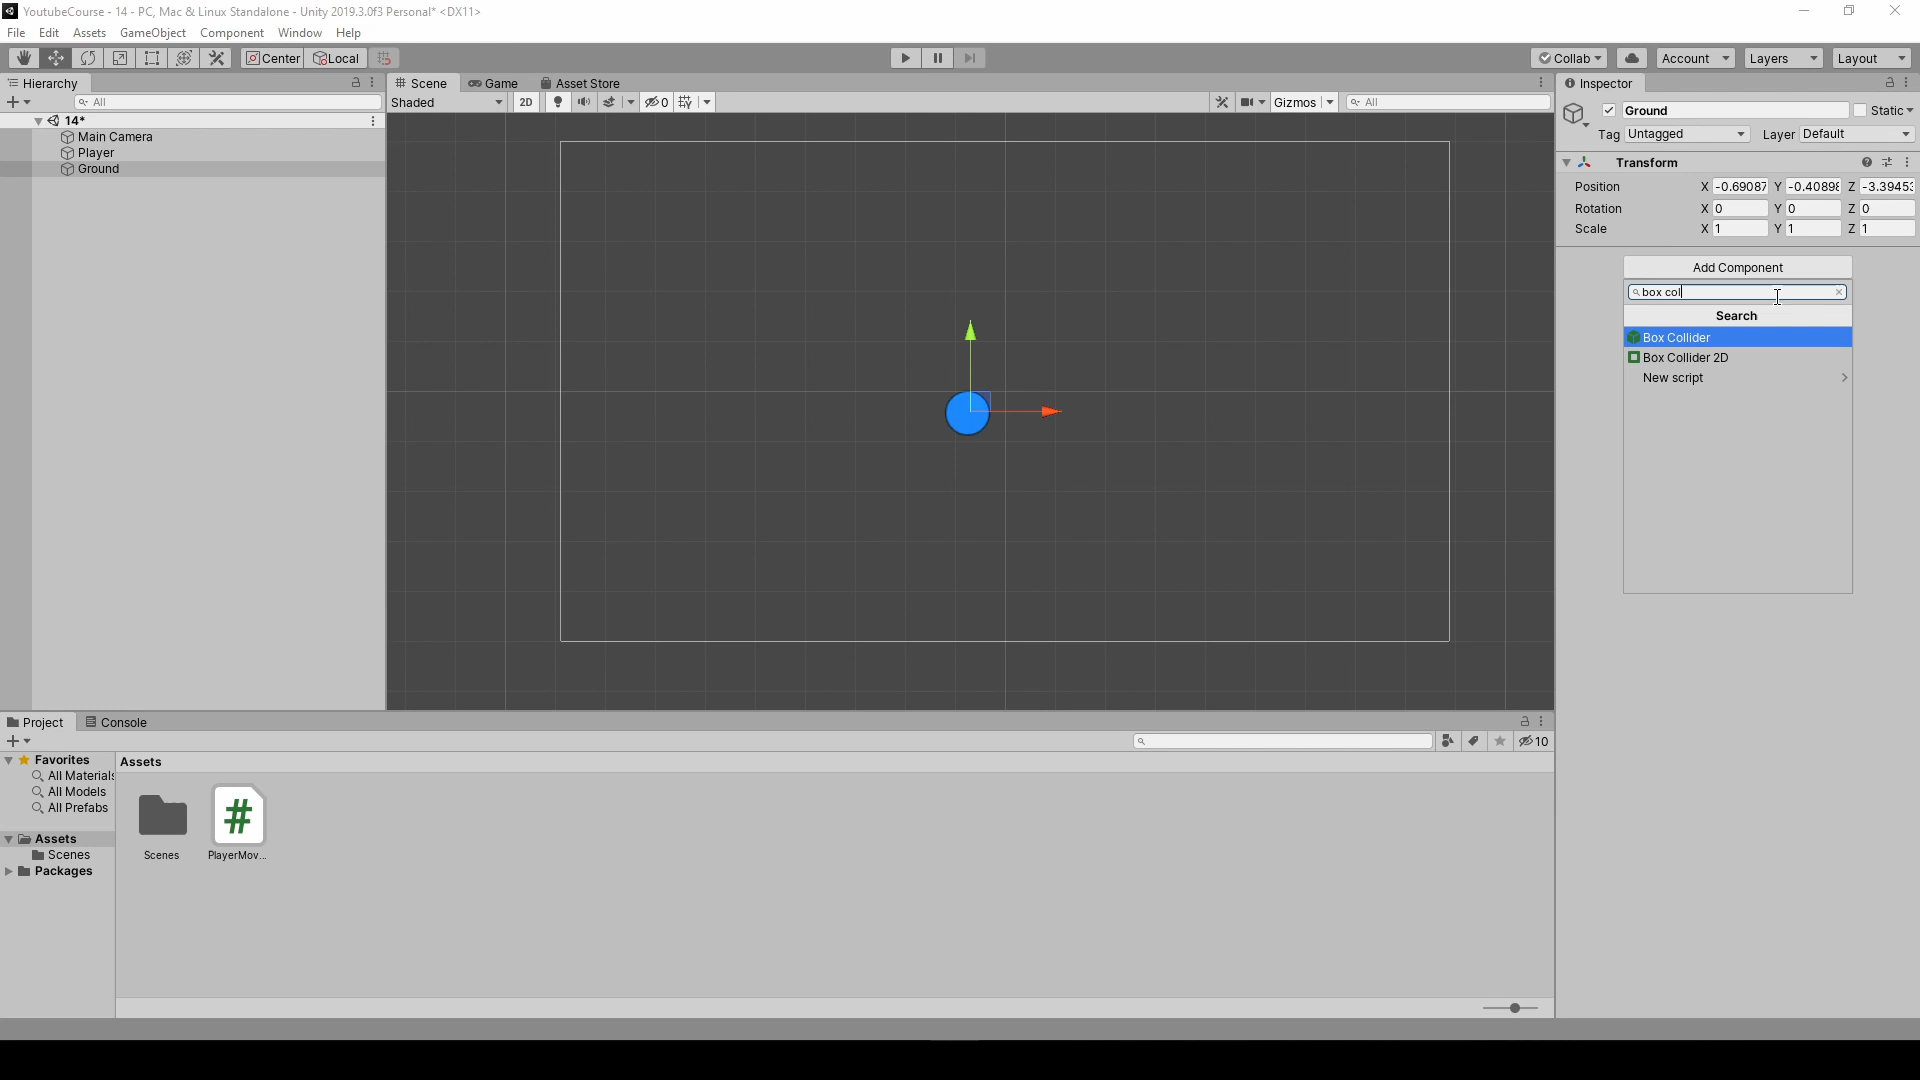 YoutubeCourse - 14 - PC, Mac & Linux Standalone - Unity 2019.3.0f3 Personal* <DX11>
File Edit Assets GameObject Component Window Help
Center Local Collab Account Layers Layout
Hierarchy
All
14*
Main Camera
Player
Ground
Scene Game Asset Store
Shaded 2D 0 Gizmos All
Inspector
Ground Static
Tag Untagged Layer Default
Transform
Position X -0.69087 Y -0.40898 Z -3.39453
Rotation X 0 Y 0 Z 0
Scale X 1 Y 1 Z 1
Add Component
box col
Search
Box Collider
Box Collider 2D
New script
Project Console
10
Favorites
All Materials
All Models
All Prefabs
Assets
Scenes
Packages
Assets
Scenes
PlayerMov...